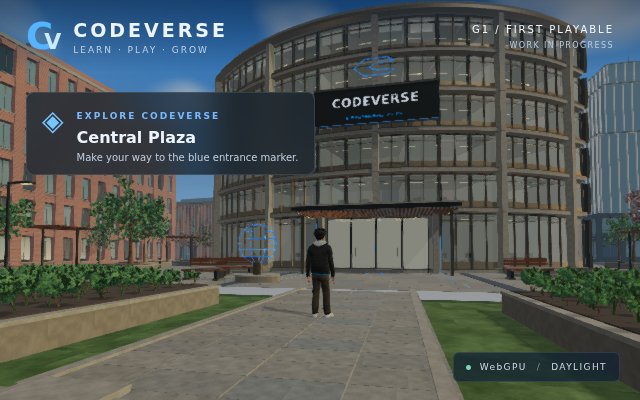 Cv CODEVERSE
LEARN · PLAY · GROW
G1 / FIRST PLAYABLE
WORK IN PROGRESS
CODEVERSE
EXPLORE CODEVERSE
Central Plaza
Make your way to the blue entrance marker.
WebGPU / DAYLIGHT